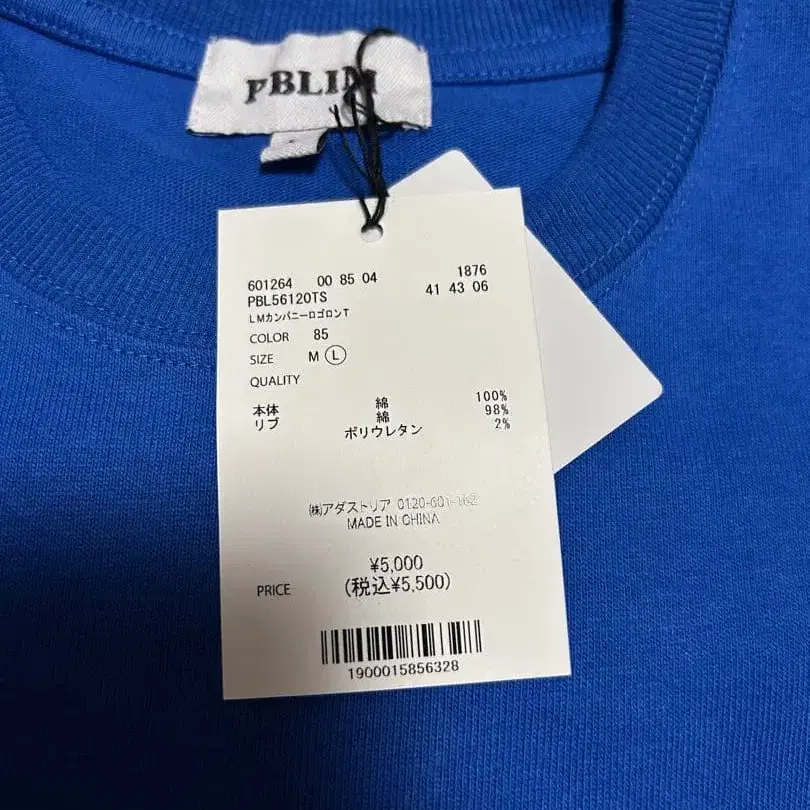 601264 00 85 04 1876
PBL56120TS 41 43 06
LMカンパニーロゴロンT
COLOR 85
SIZE M L
QUALITY
本体 綿 100%
リブ 綿 98%
ポリウレタン 2%
㈱アダストリア 0120-601-162
MADE IN CHINA
¥5,000
PRICE (税込¥5,500)
1900015856328